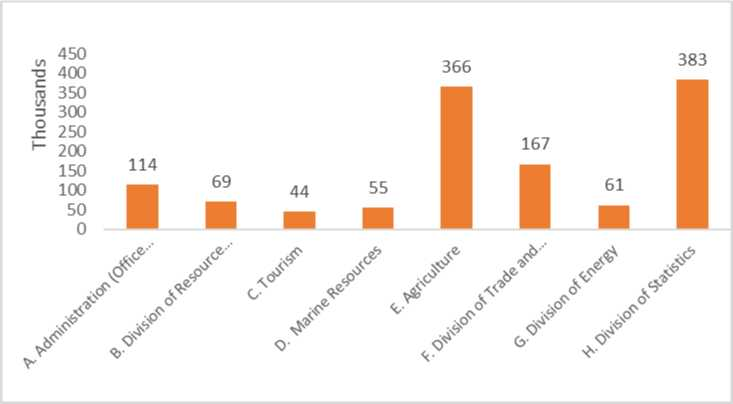 Thousands
450
400
350
300
250
200
150
100
50
0
114
69
44
55
366
167
61
383
A. Administration (Office...
B. Division of Resource...
C. Tourism
D.  Marine Resources
E. Agriculture
F. Division of Trade and...
G. Division of Energy
H. Division of Statistics